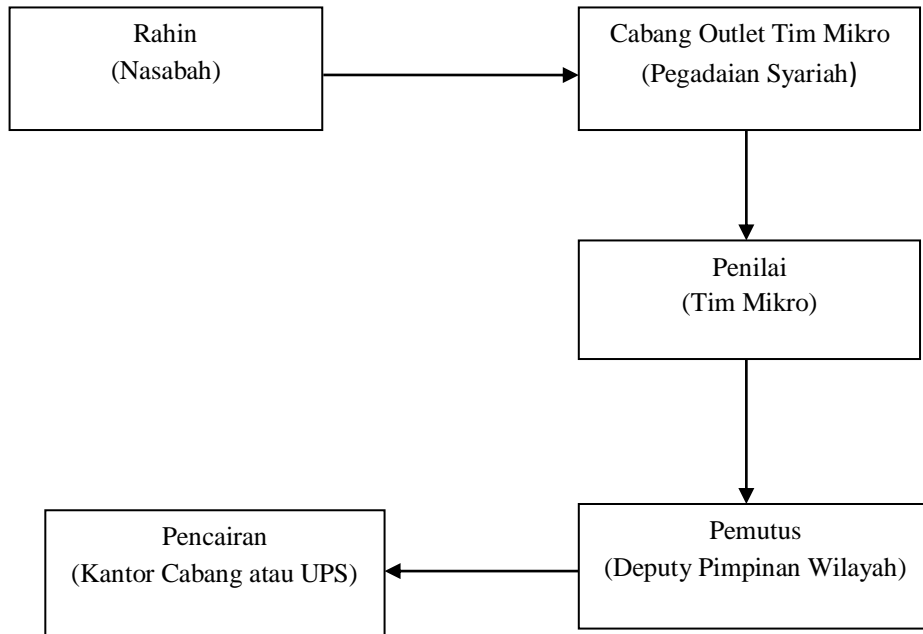 Rahin
(Nasabah)
Cabang Outlet Tim Mikro
(Pegadaian Syariah)
Penilai
(Tim Mikro)
Pemutus
(Deputy Pimpinan Wilayah)
Pencairan
(Kantor Cabang atau UPS)